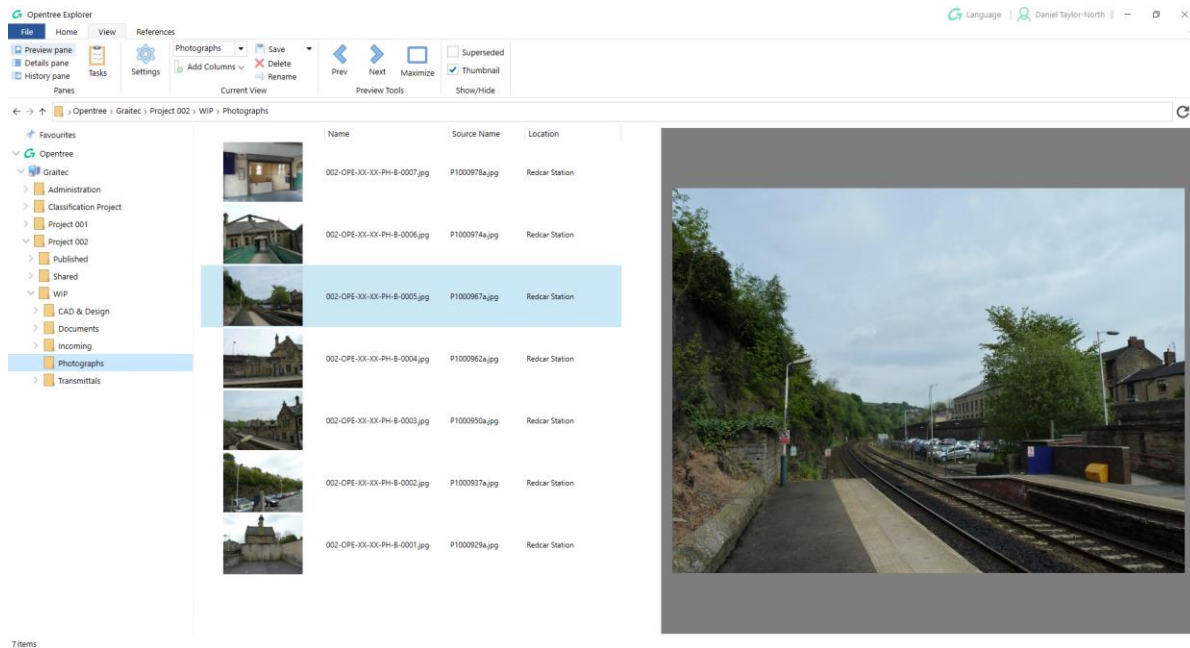 Opentree Explorer
Language
Daniel Taylor-North
File Home View References
Preview pane
Details pane
History pane
Panes
Tasks
Settings
Photographs
Add Columns
Save
Delete
Rename
Current View
Prev
Next
Maximize
Preview Tools
Superseded
Thumbnail
Show/Hide
Opentree › Graitec › Project 002 › WIP › Photographs
Favourites
Opentree
Graitec
Administration
Classification Project
Project 001
Project 002
Published
Shared
WIP
CAD & Design
Documents
Incoming
Photographs
Transmittals
Name Source Name Location
002-OPE-XX-XX-PH-B-0007.jpg P1000978a.jpg Redcar Station
002-OPE-XX-XX-PH-B-0006.jpg P1000974a.jpg Redcar Station
002-OPE-XX-XX-PH-B-0005.jpg P1000967a.jpg Redcar Station
002-OPE-XX-XX-PH-B-0004.jpg P1000962a.jpg Redcar Station
002-OPE-XX-XX-PH-B-0003.jpg P1000950a.jpg Redcar Station
002-OPE-XX-XX-PH-B-0002.jpg P1000937a.jpg Redcar Station
002-OPE-XX-XX-PH-B-0001.jpg P1000929a.jpg Redcar Station
7 items